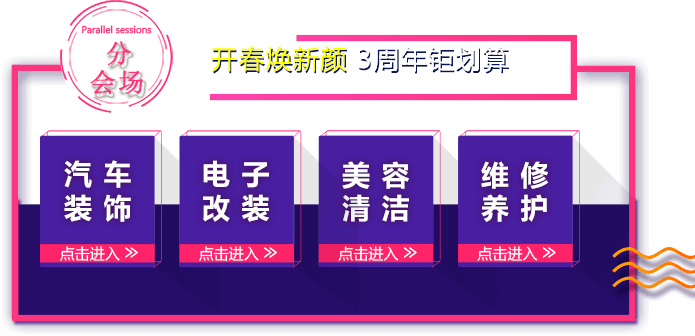 Parallel sessions
分
会场
开春焕新颜 3周年钜划算
汽车
装饰
点击进入 >>
电子
改装
点击进入 >>
美容
清洁
点击进入 >>
维修
养护
点击进入 >>